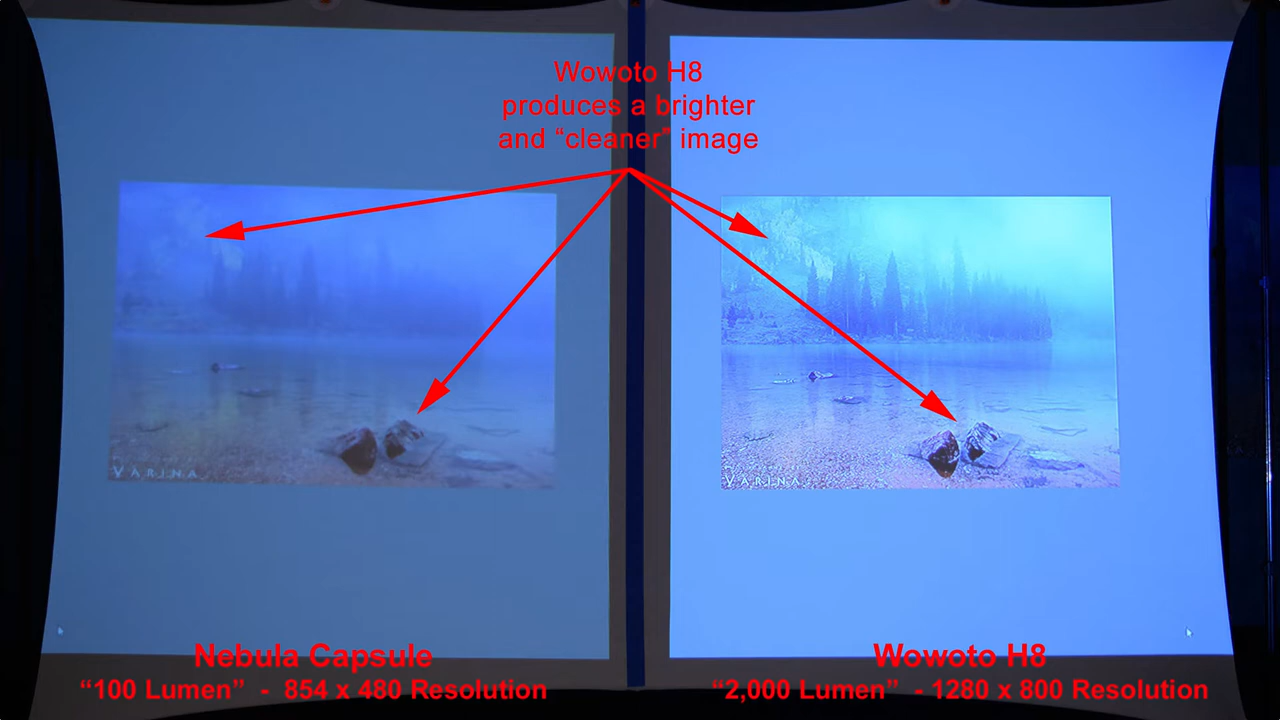 Wowoto H8
produces a brighter
and “cleaner” image
VARINA
VARINA
Nebula Capsule
“100 Lumen” - 854 x 480 Resolution
Wowoto H8
“2,000 Lumen” - 1280 x 800 Resolution